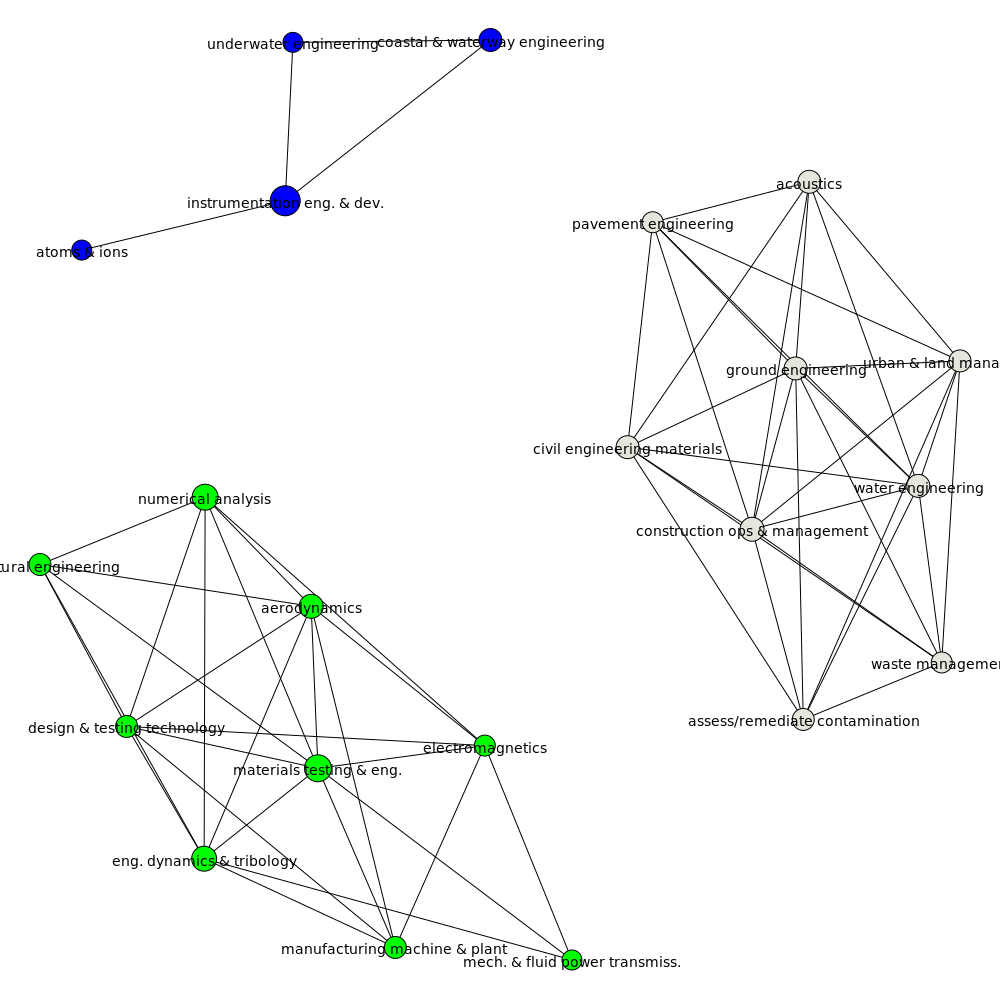 underwater engineering
coastal & waterway engineering
instrumentation eng. & dev.
atoms & ions
acoustics
pavement engineering
urban & land mana
ground engineering
civil engineering materials
water engineering
construction ops & management
waste managemen
assess/remediate contamination
numerical analysis
tural engineering
aerodynamics
design & testing technology
electromagnetics
materials testing & eng.
eng. dynamics & tribology
manufacturing machine & plant
mech. & fluid power transmiss.